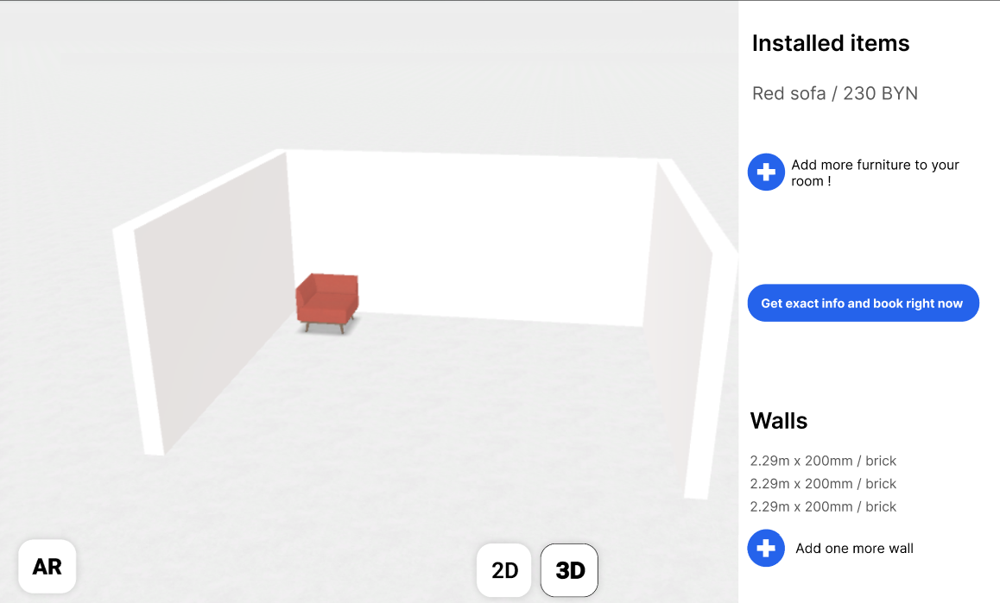 Installed items
Red sofa / 230 BYN
Add more furniture to your
room !
Get exact info and book right now
Walls
2.29m x 200mm / brick
2.29m x 200mm / brick
2.29m x 200mm / brick
Add one more wall
AR
2D
3D